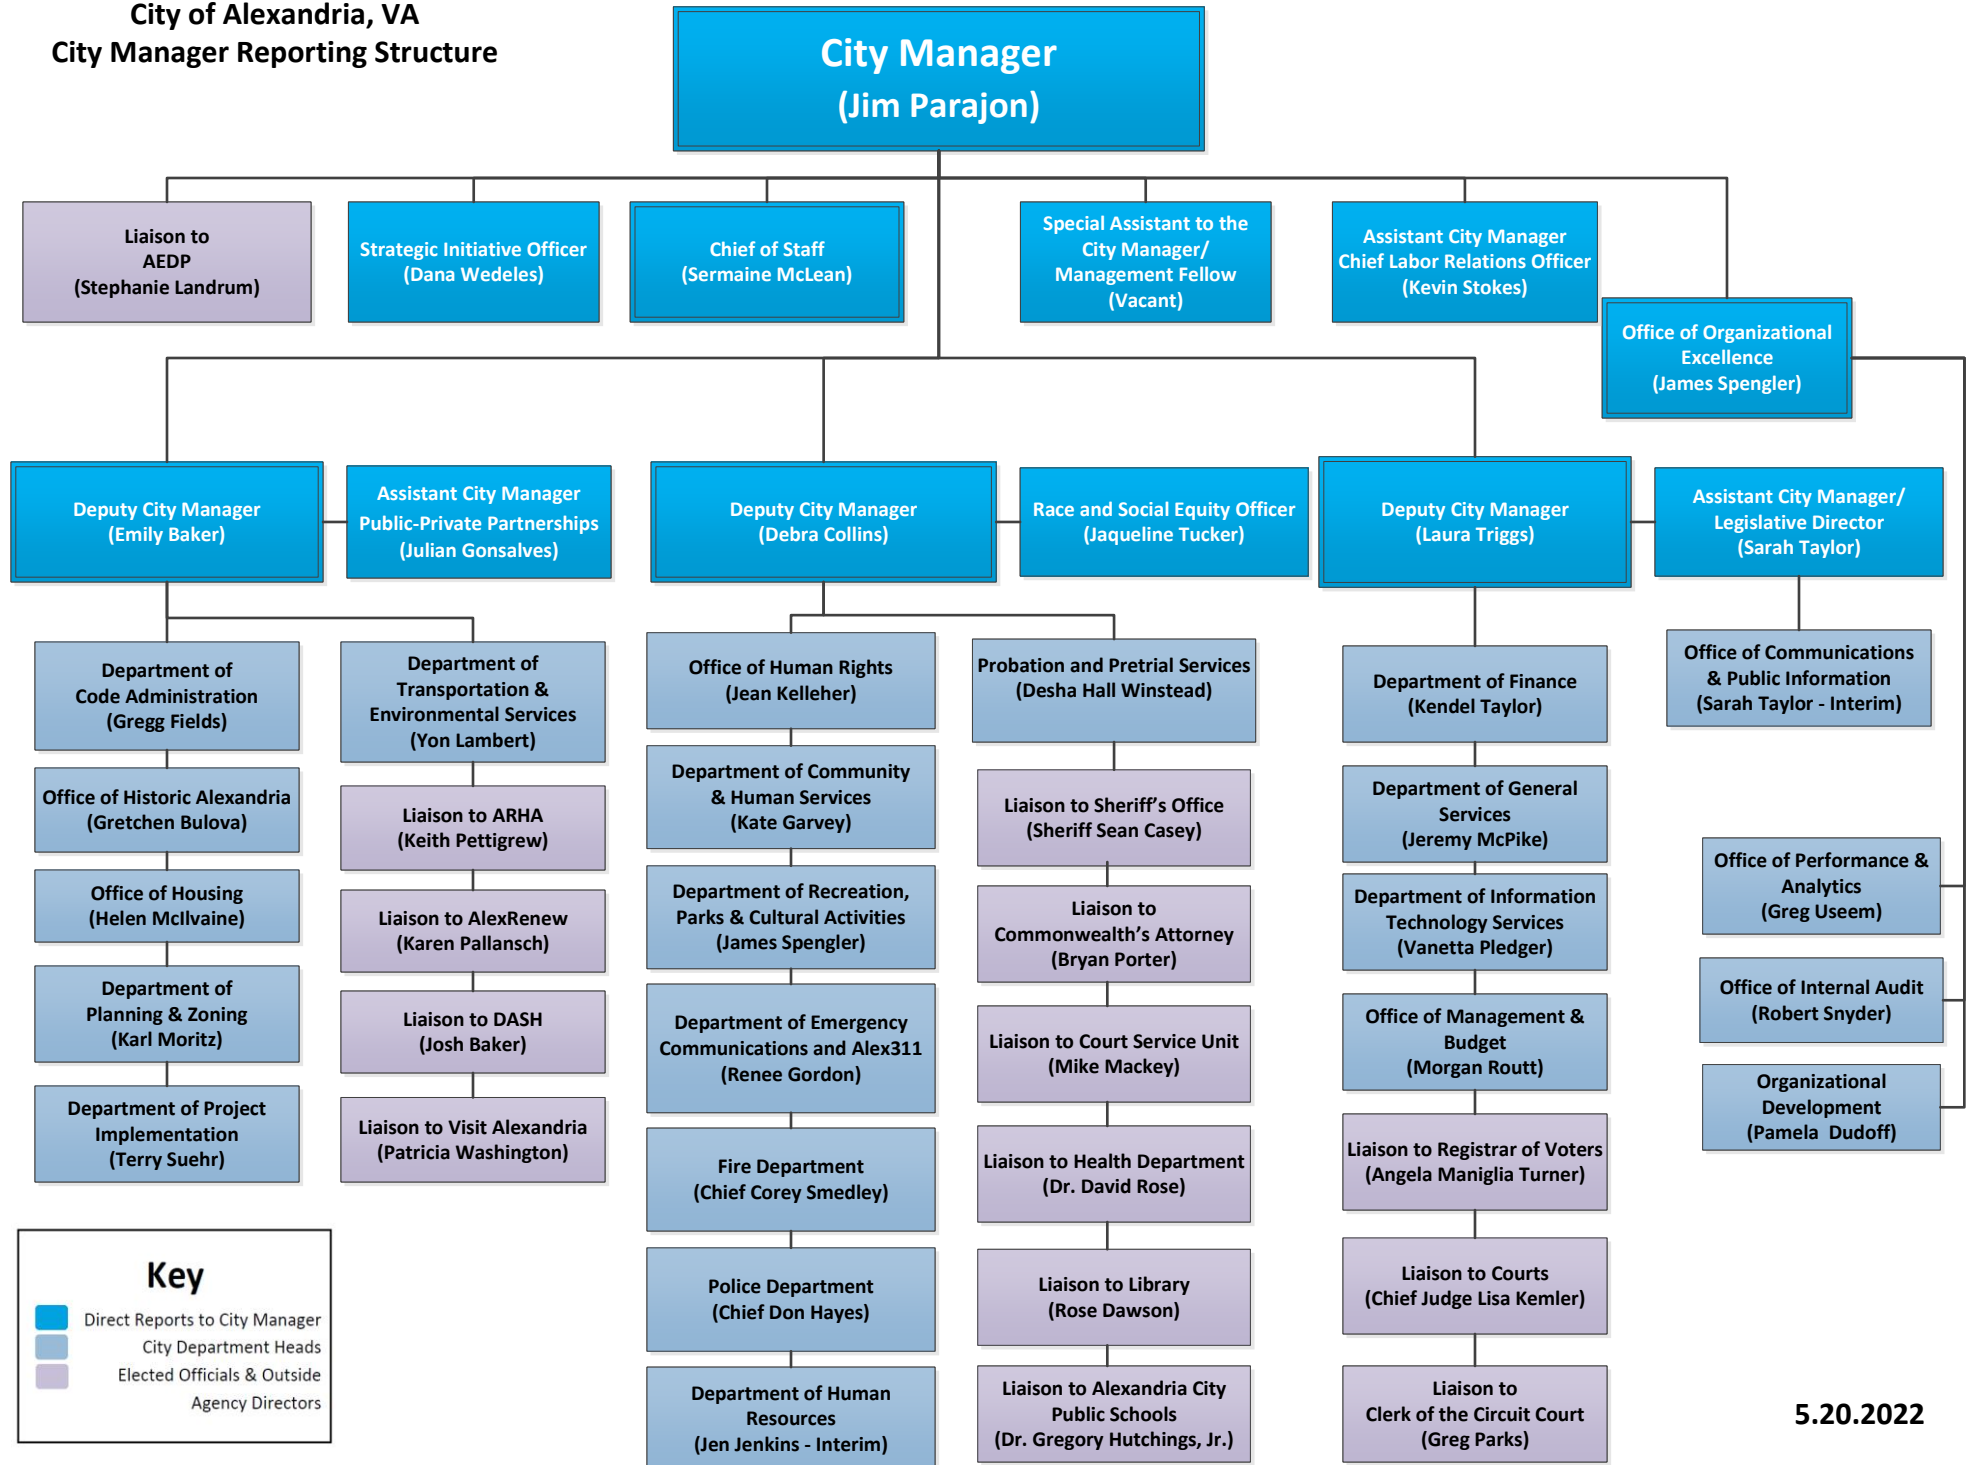 City of Alexandria, VA
City Manager Reporting Structure
City Manager
(Jim Parajon)
Liaison to
AEDP
(Stephanie Landrum)
Strategic Initiative Officer
(Dana Wedeles)
Chief of Staff
(Sermaine McLean)
Special Assistant to the
City Manager/
Management Fellow
(Vacant)
Assistant City Manager
Chief Labor Relations Officer
(Kevin Stokes)
Office of Organizational
Excellence
(James Spengler)
Deputy City Manager
(Emily Baker)
Assistant City Manager
Public-Private Partnerships
(Julian Gonsalves)
Deputy City Manager
(Debra Collins)
Race and Social Equity Officer
(Jaqueline Tucker)
Deputy City Manager
(Laura Triggs)
Assistant City Manager/
Legislative Director
(Sarah Taylor)
Department of
Code Administration
(Gregg Fields)
Office of Historic Alexandria
(Gretchen Bulova)
Office of Housing
(Helen McIlvaine)
Department of
Planning & Zoning
(Karl Moritz)
Department of Project
Implementation
(Terry Suehr)
Department of
Transportation &
Environmental Services
(Yon Lambert)
Liaison to ARHA
(Keith Pettigrew)
Liaison to AlexRenew
(Karen Pallansch)
Liaison to DASH
(Josh Baker)
Liaison to Visit Alexandria
(Patricia Washington)
Office of Human Rights
(Jean Kelleher)
Department of Community
& Human Services
(Kate Garvey)
Department of Recreation,
Parks & Cultural Activities
(James Spengler)
Department of Emergency
Communications and Alex311
(Renee Gordon)
Fire Department
(Chief Corey Smedley)
Police Department
(Chief Don Hayes)
Department of Human
Resources
(Jen Jenkins - Interim)
Probation and Pretrial Services
(Desha Hall Winstead)
Liaison to Sheriff’s Office
(Sheriff Sean Casey)
Liaison to
Commonwealth’s Attorney
(Bryan Porter)
Liaison to Court Service Unit
(Mike Mackey)
Liaison to Health Department
(Dr. David Rose)
Liaison to Library
(Rose Dawson)
Liaison to Alexandria City
Public Schools
(Dr. Gregory Hutchings, Jr.)
Department of Finance
(Kendel Taylor)
Department of General
Services
(Jeremy McPike)
Department of Information
Technology Services
(Vanetta Pledger)
Office of Management &
Budget
(Morgan Routt)
Liaison to Registrar of Voters
(Angela Maniglia Turner)
Liaison to Courts
(Chief Judge Lisa Kemler)
Liaison to
Clerk of the Circuit Court
(Greg Parks)
Office of Communications
& Public Information
(Sarah Taylor - Interim)
Office of Performance &
Analytics
(Greg Useem)
Office of Internal Audit
(Robert Snyder)
Organizational
Development
(Pamela Dudoff)
Key
Direct Reports to City Manager
City Department Heads
Elected Officials & Outside
Agency Directors
5.20.2022